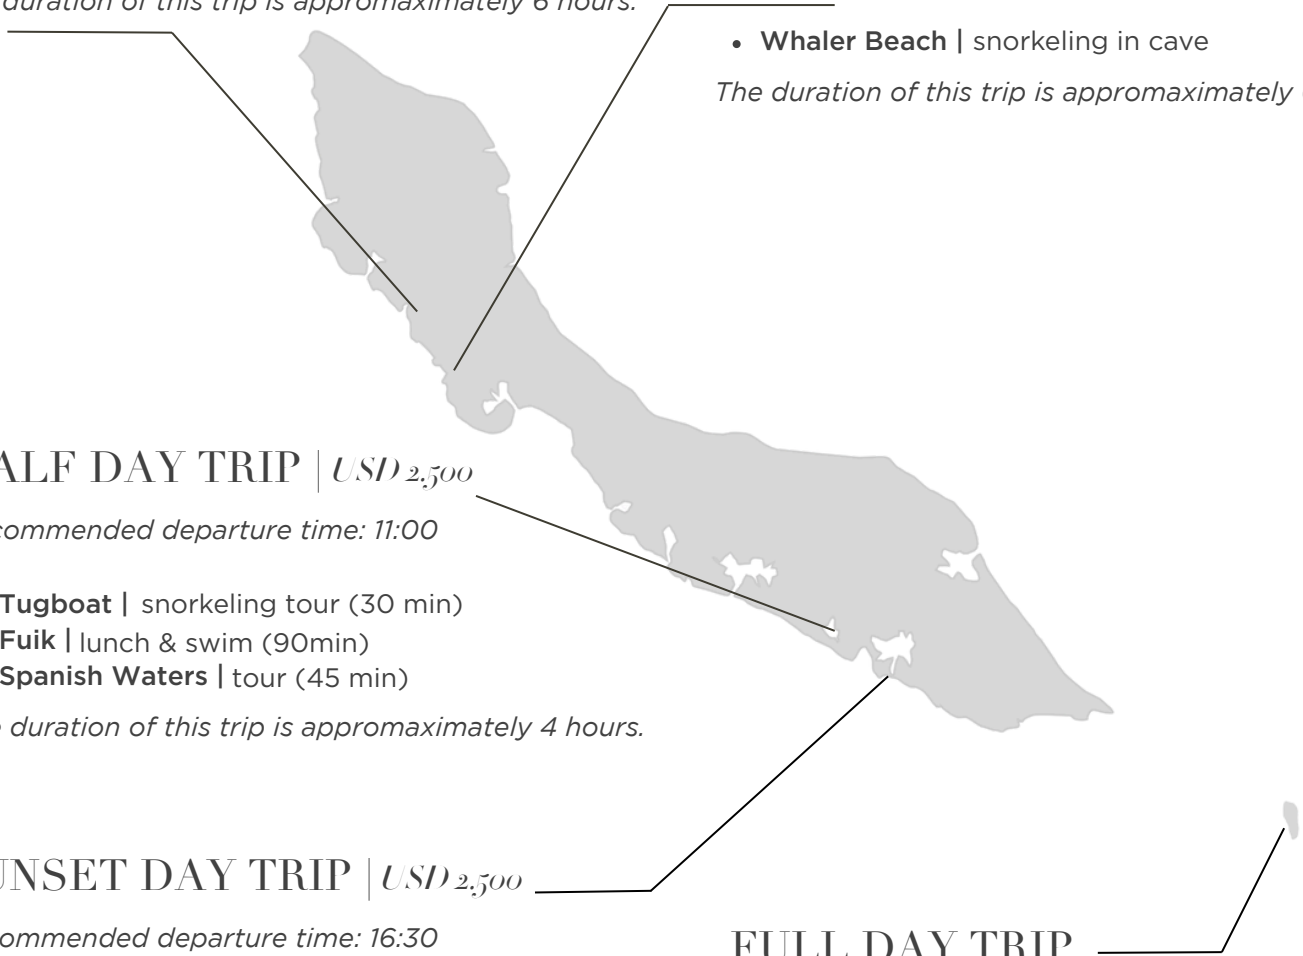 duration of this trip is appromaximately 6 hours.
• Whaler Beach | snorkeling in cave
The duration of this trip is appromaximately
ALF DAY TRIP | USD 2.500
commended departure time: 11:00
Tugboat | snorkeling tour (30 min)
Fuik | lunch & swim (90min)
Spanish Waters | tour (45 min)
duration of this trip is appromaximately 4 hours.
UNSET DAY TRIP | USD 2.500
ommended departure time: 16:30
FULL DAY TRIP